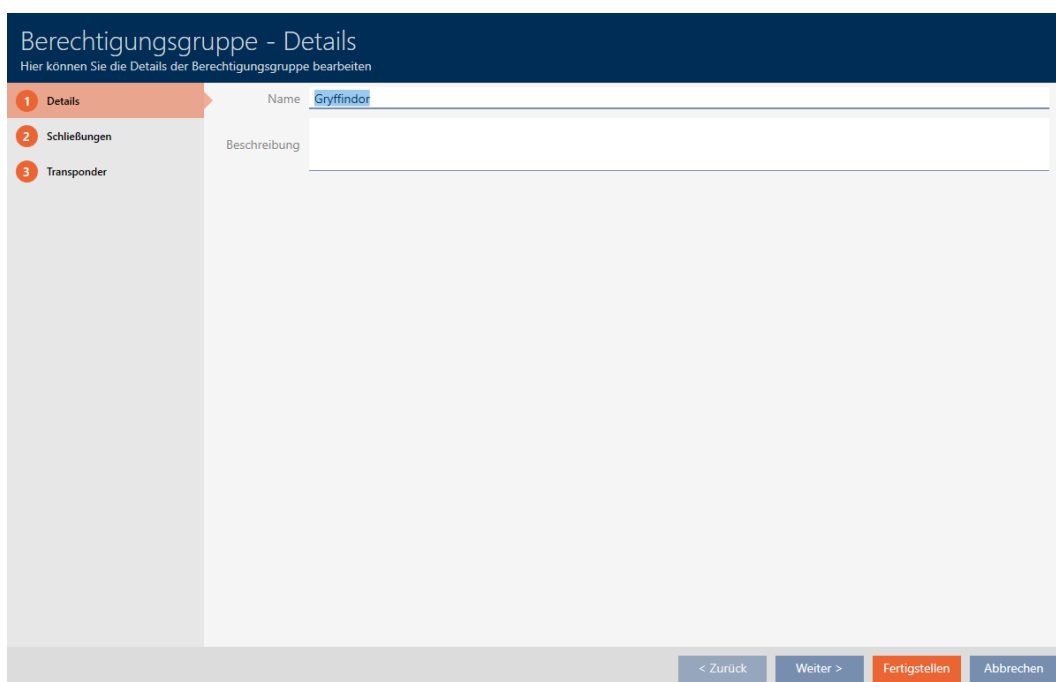 Berechtigungsgruppe - Details
Hier können Sie die Details der Berechtigungsgruppe bearbeiten
1 Details
Name Gryffindor
2 Schließungen
Beschreibung
3 Transponder
< Zurück Weiter > Fertigstellen Abbrechen